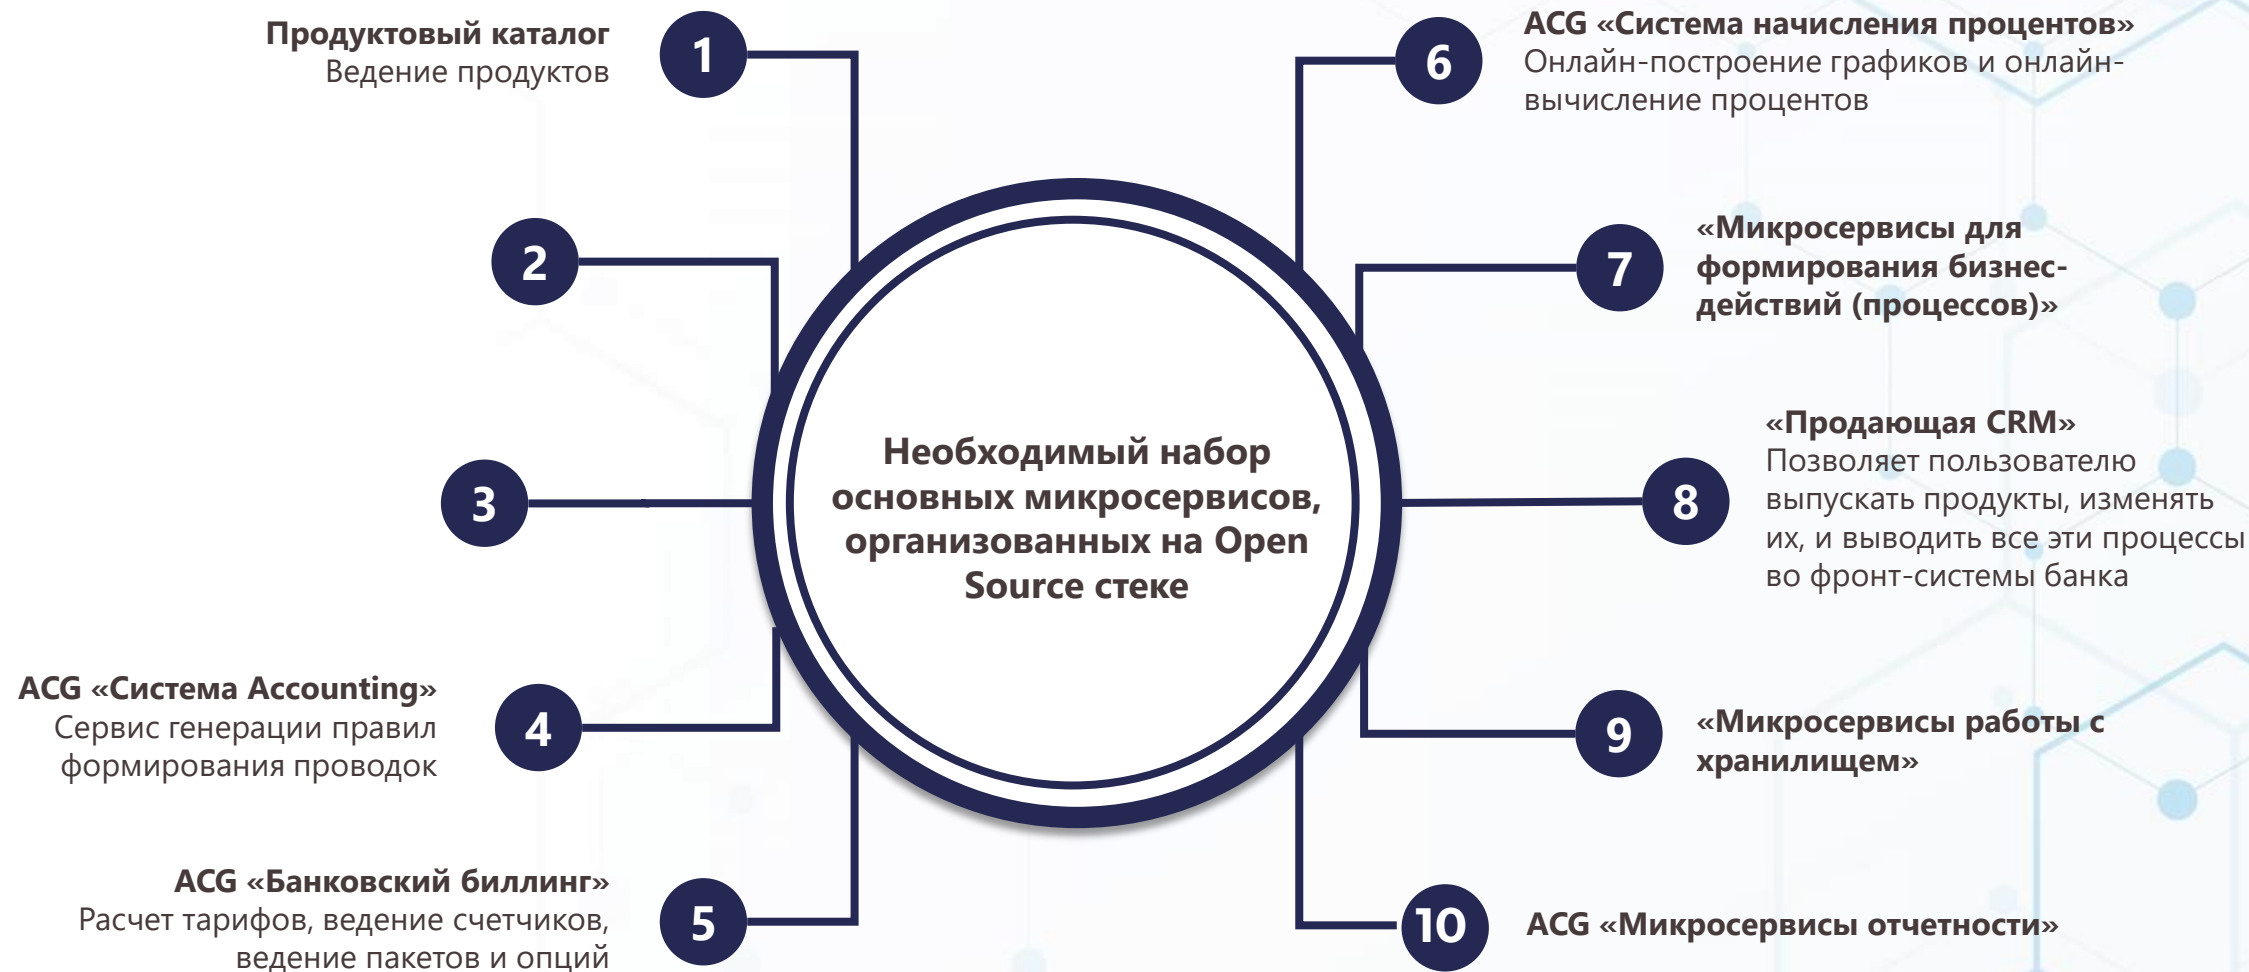 Продуктовый каталог
Ведение продуктов
1
2
3
ACG «Система Accounting»
Сервис генерации правил
формирования проводок
4
ACG «Банковский биллинг»
Расчет тарифов, ведение счетчиков,
ведение пакетов и опций
5
Необходимый набор
основных микросервисов,
организованных на Open
Source стеке
6
ACG «Система начисления процентов»
Онлайн-построение графиков и онлайн-
вычисление процентов
7
«Микросервисы для
формирования бизнес-
действий (процессов)»
8
«Продающая CRM»
Позволяет пользователю
выпускать продукты, изменять
их, и выводить все эти процессы
во фронт-системы банка
9
«Микросервисы работы с
хранилищем»
10
ACG «Микросервисы отчетности»